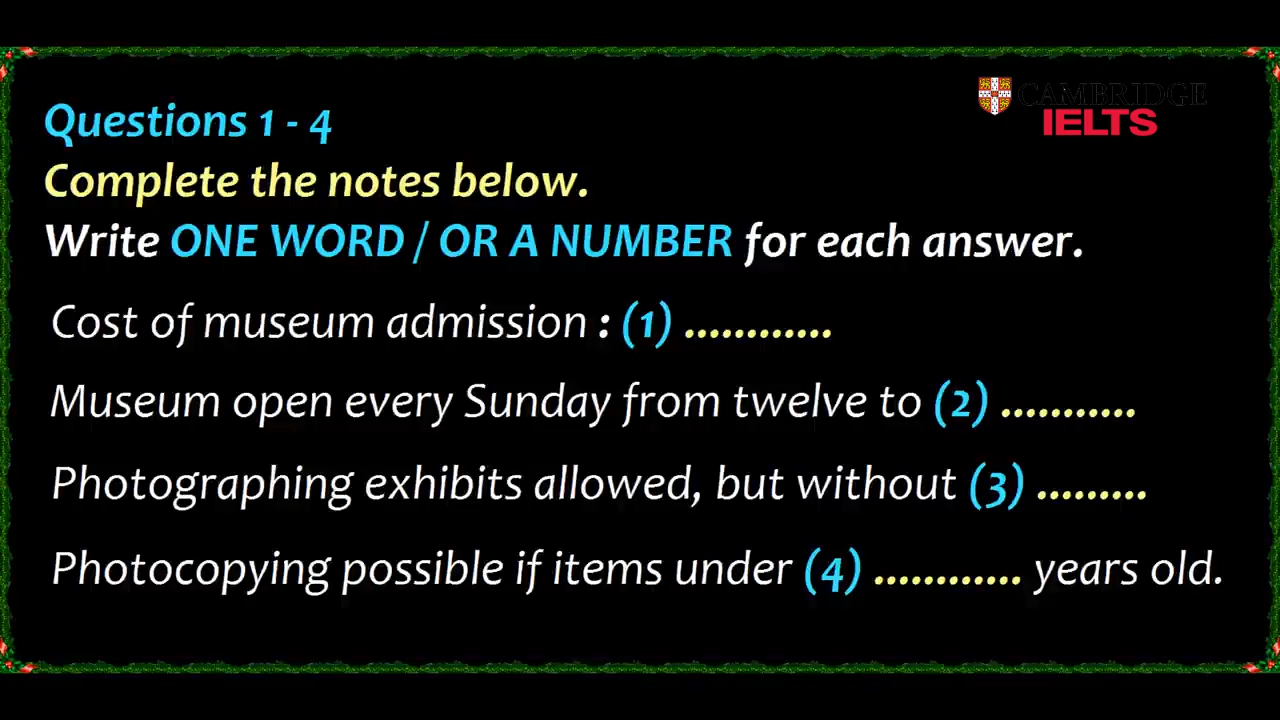 CAMBRIDGE
IELTS
Questions 1 - 4
Complete the notes below.
Write ONE WORD / OR A NUMBER for each answer.
Cost of museum admission : (1) ............
Museum open every Sunday from twelve to (2) ...........
Photographing exhibits allowed, but without (3) .........
Photocopying possible if items under (4) ............ years old.